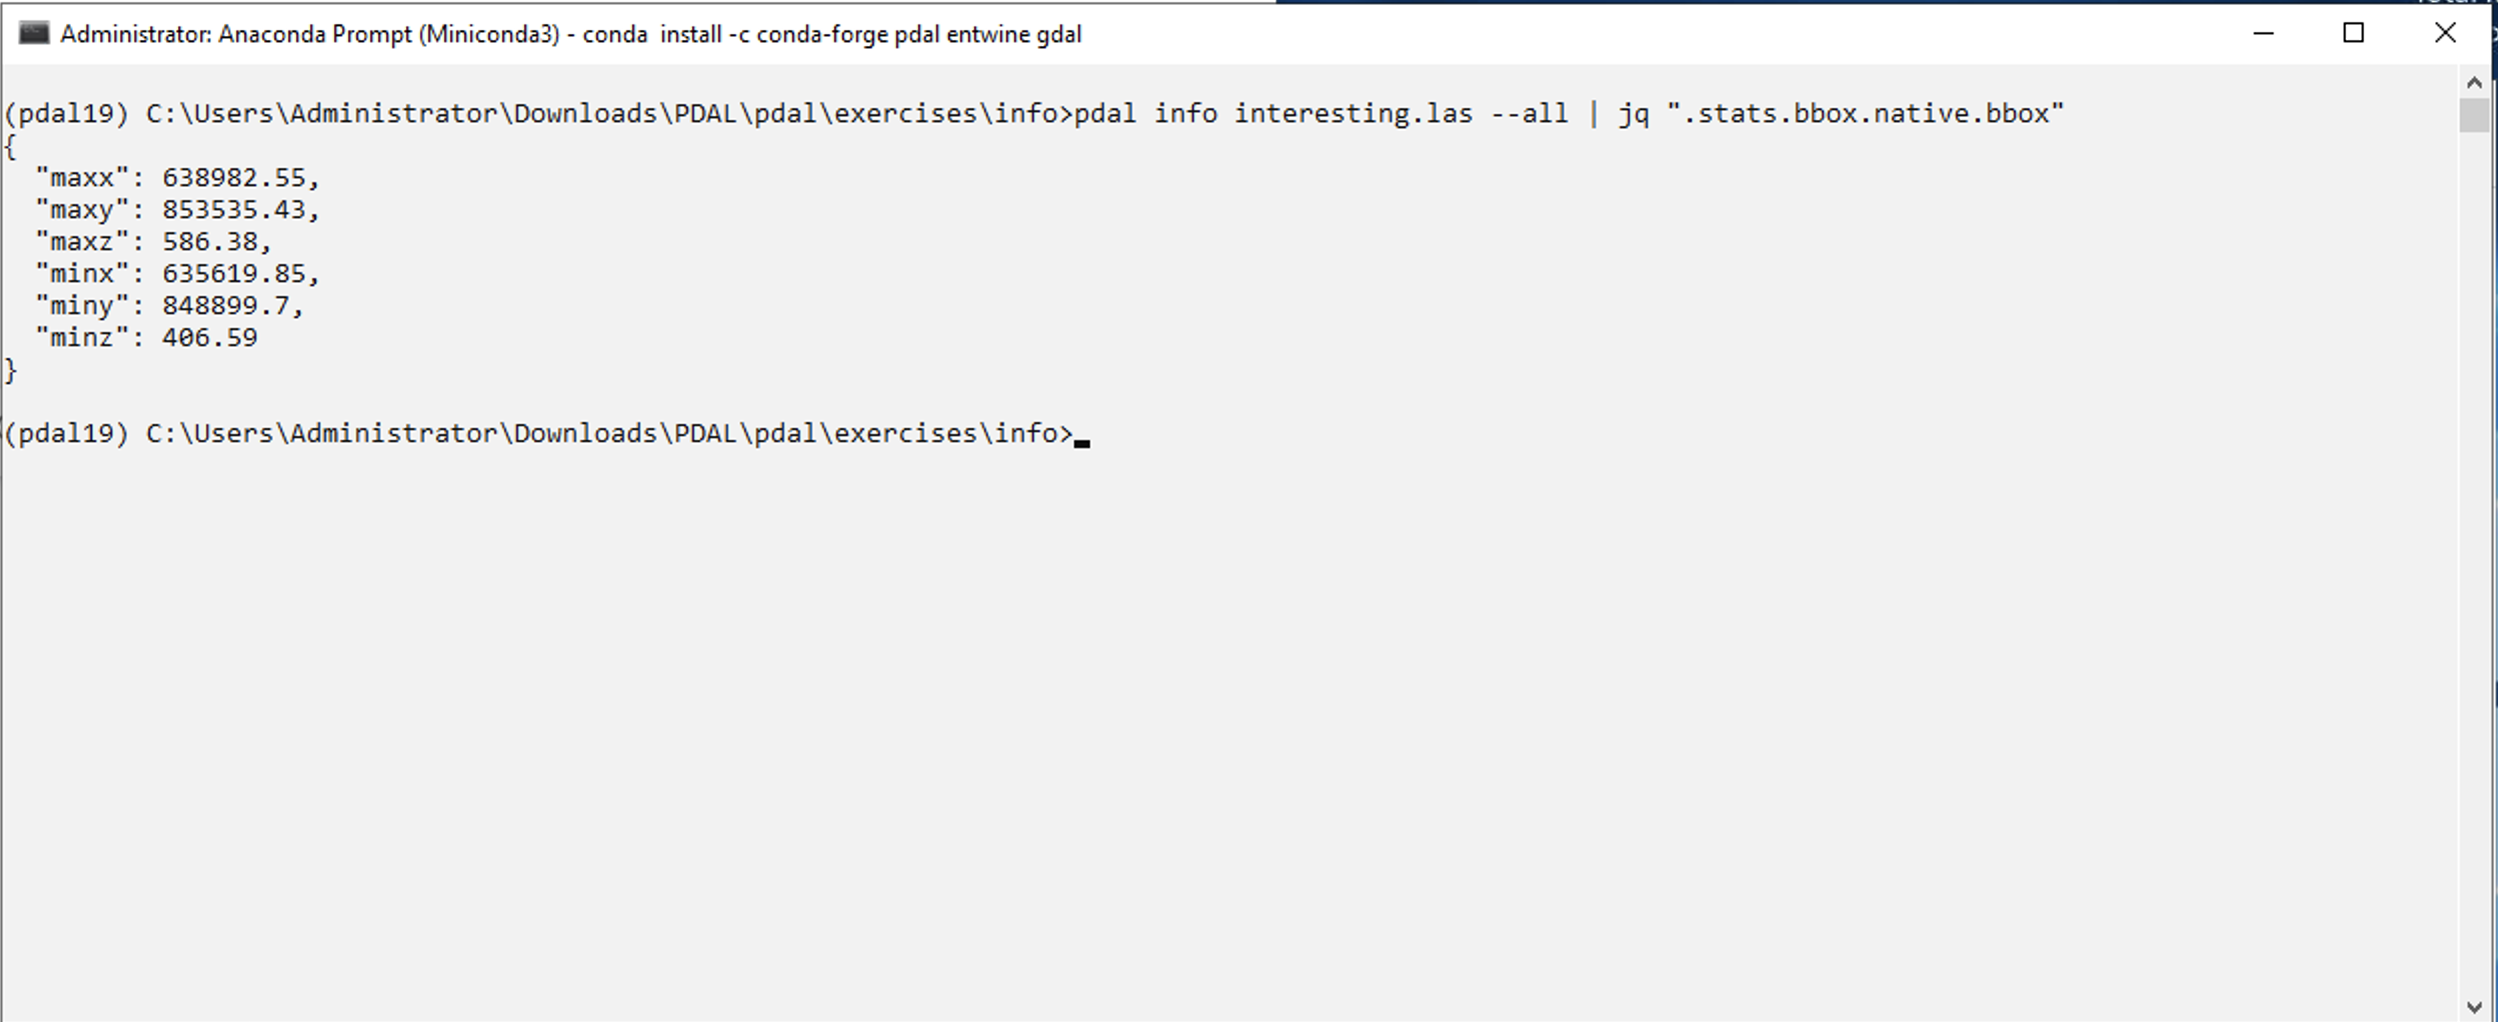 Administrator: Anaconda Prompt (Miniconda3) - conda  install -c conda-forge pdal entwine gdal
(pdal19) C:\Users\Administrator\Downloads\PDAL\pdal\exercises\info>pdal info interesting.las --all | jq ".stats.bbox.native.bbox"
{
  "maxx": 638982.55,
  "maxy": 853535.43,
  "maxz": 586.38,
  "minx": 635619.85,
  "miny": 848899.7,
  "minz": 406.59
}
(pdal19) C:\Users\Administrator\Downloads\PDAL\pdal\exercises\info>